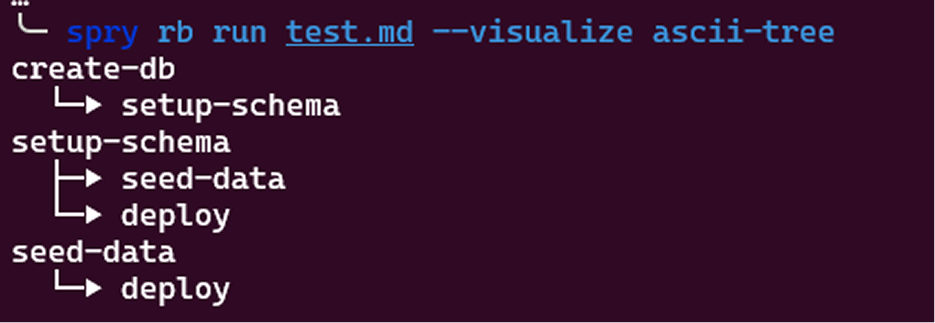 …
╰─ spry rb run test.md --visualize ascii-tree
create-db
  └─▶ setup-schema
setup-schema
  ├─▶ seed-data
  └─▶ deploy
seed-data
  └─▶ deploy